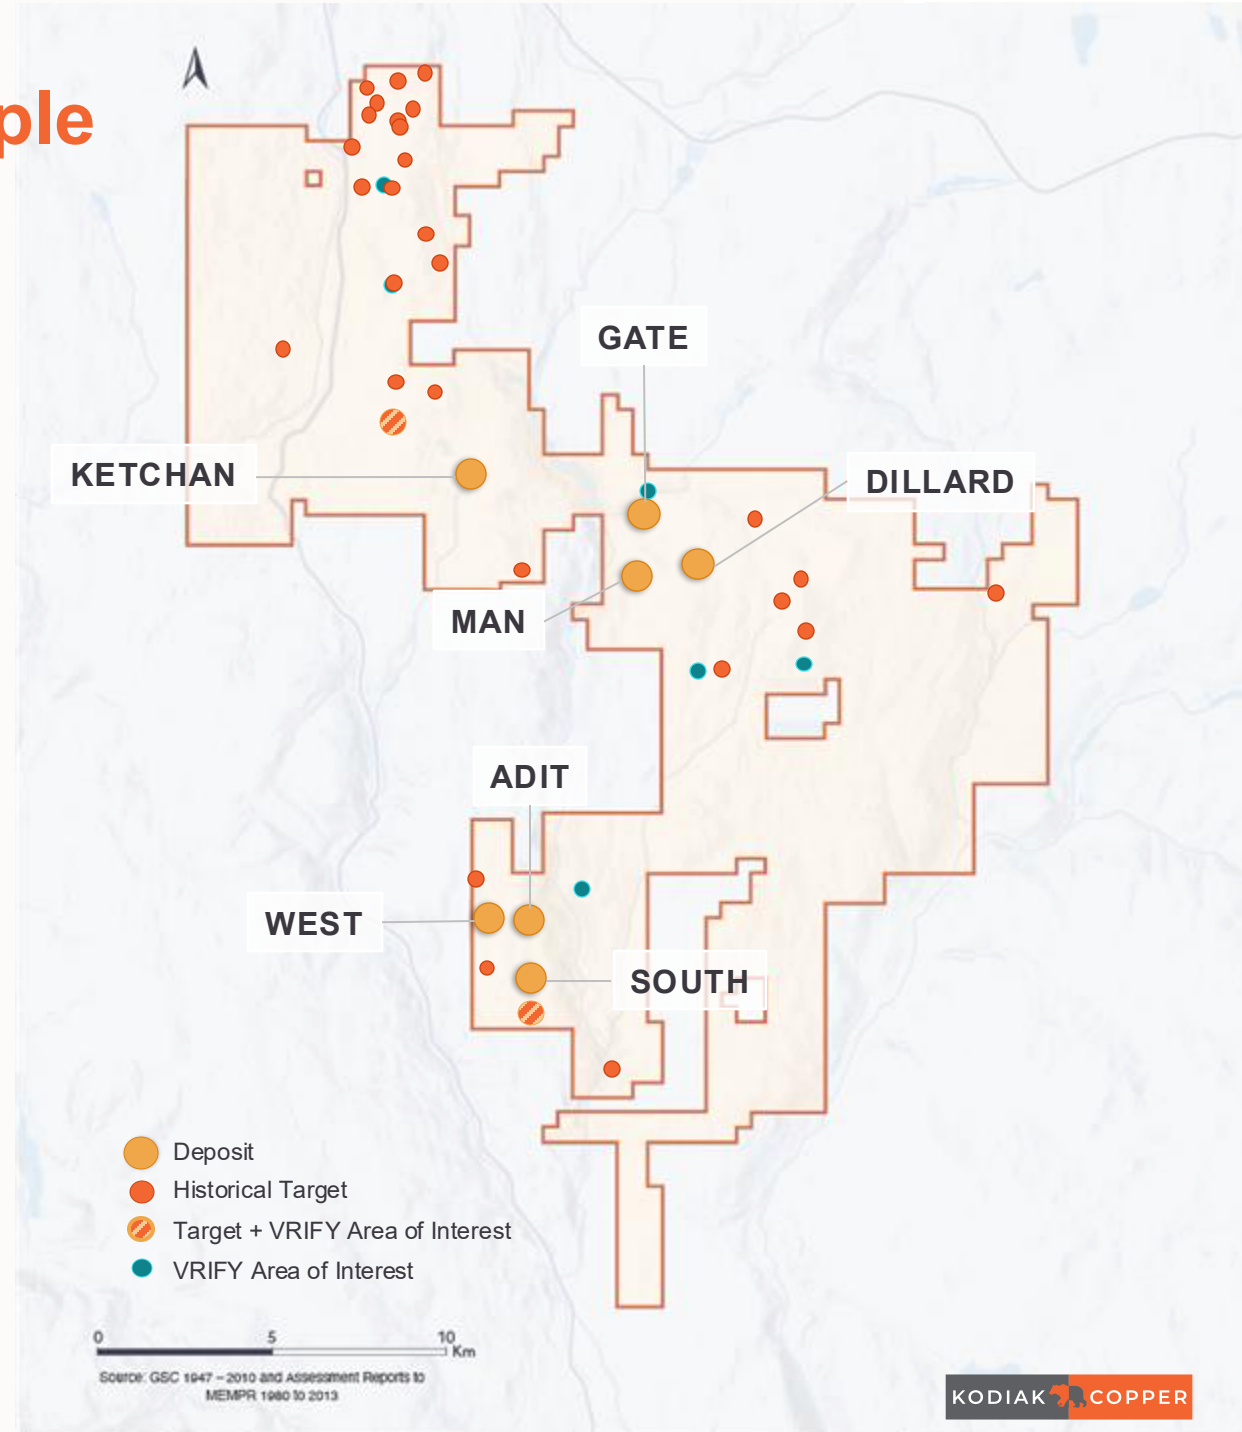 ple
GATE
KETCHAN
DILLARD
MAN
ADIT
WEST
SOUTH
Deposit
Historical Target
Target + VRIFY Area of Interest
VRIFY Area of Interest
0 5 10
Km
Source: GSC 1947 – 2010 and Assessment Reports to
MEMPR 1980 to 2013
KODIAK COPPER